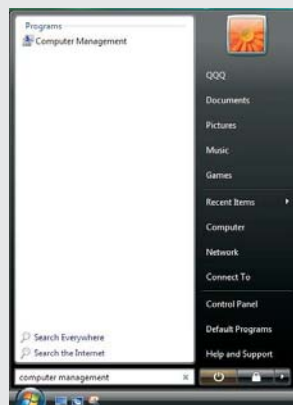 Programs
Computer Management
Search Everywhere
Search the Internet
computer management
QQQ
Documents
Pictures
Music
Games
Recent Items
Computer
Network
Connect To
Control Panel
Default Programs
Help and Support